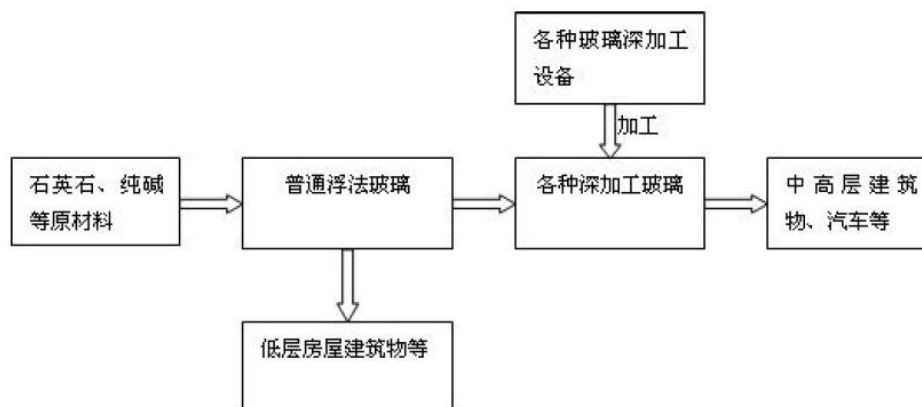 各种玻璃深加工
设备
加工
石英石、纯碱
等原材料
普通浮法玻璃
各种深加工玻璃
中高层建筑
物、汽车等
低层房屋建筑物等